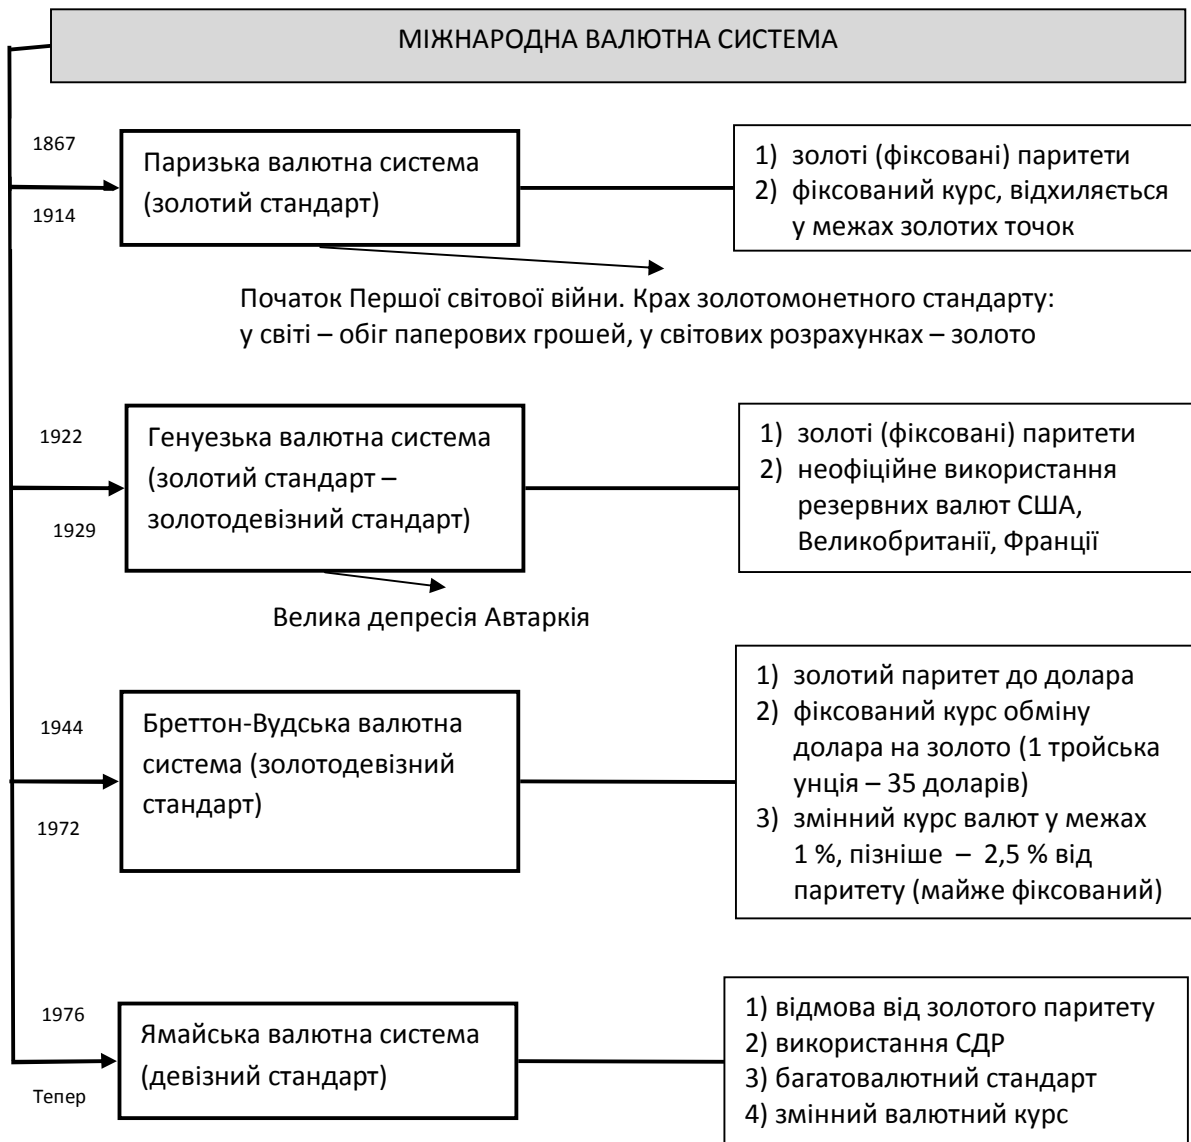 МІЖНАРОДНА ВАЛЮТНА СИСТЕМА
1867
1914
Паризька валютна система
(золотий стандарт)
1) золоті (фіксовані) паритети
2) фіксований курс, відхиляється
у межах золотих точок
Початок Першої світової війни. Крах золотомонетного стандарту:
у світі – обіг паперових грошей, у світових розрахунках – золото
1922
1929
Генуезька валютна система
(золотий стандарт –
золотодевізний стандарт)
1) золоті (фіксовані) паритети
2) неофіційне використання
резервних валют США,
Великобританії, Франції
Велика депресія Автаркія
1944
1972
Бреттон-Вудська валютна
система (золотодевізний
стандарт)
1) золотий паритет до долара
2) фіксований курс обміну
долара на золото (1 тройська
унція – 35 доларів)
3) змінний курс валют у межах
1 %, пізніше – 2,5 % від
паритету (майже фіксований)
1976
Тепер
Ямайська валютна система
(девізний стандарт)
1) відмова від золотого паритету
2) використання СДР
3) багатовалютний стандарт
4) змінний валютний курс